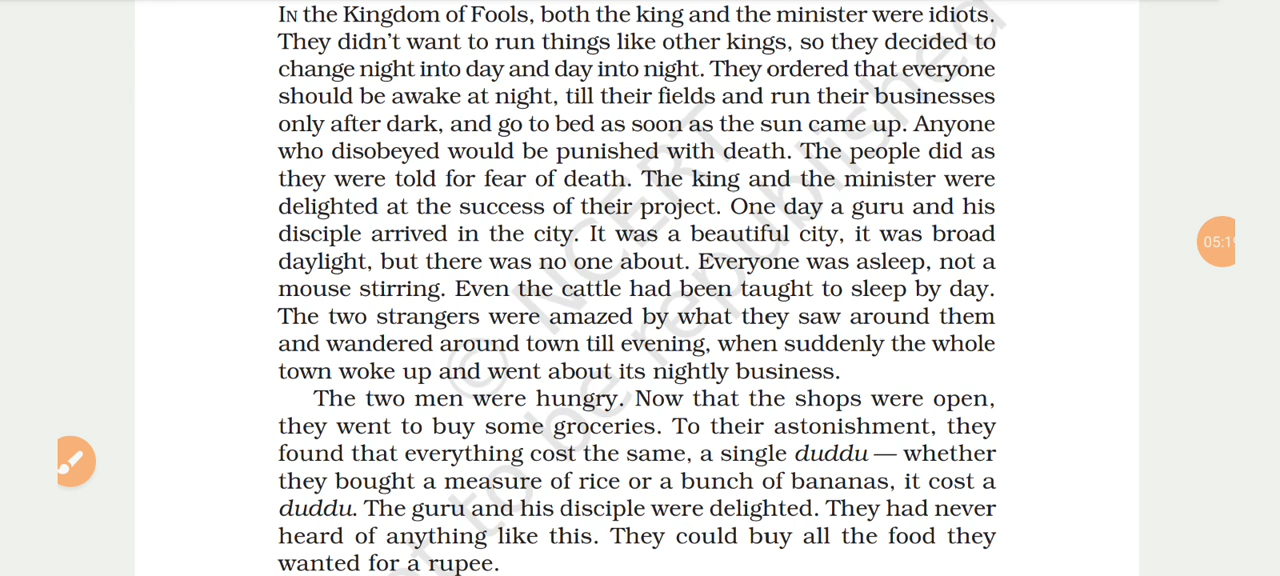 IN the Kingdom of Fools, both the king and the minister were idiots.
They didn't want to run things like other kings, so they decided to
change night into day and day into night. They ordered that everyone
should be awake at night, till their fields and run their businesses
only after dark, and go to bed as soon as the sun came up. Anyone
who disobeyed would be punished with death. The people did as
they were told for fear of death. The king and the minister were
delighted at the success of their project. One day a guru and his
disciple arrived in the city. It was a beautiful city, it was broad
daylight, but there was no one about. Everyone was asleep, not a
mouse stirring. Even the cattle had been taught to sleep by day.
The two strangers were amazed by what they saw around them
and wandered around town till evening, when suddenly the whole
town woke up and went about its nightly business.
The two men were hungry. Now that the shops were open,
they went to buy some groceries. To their astonishment, they
found that everything cost the same, a single duddu — whether
they bought a measure of rice or a bunch of bananas, it cost a
duddu. The guru and his disciple were delighted. They had never
heard of anything like this. They could buy all the food they
wanted for a rupee.
© NCERT
to be republished
05:1